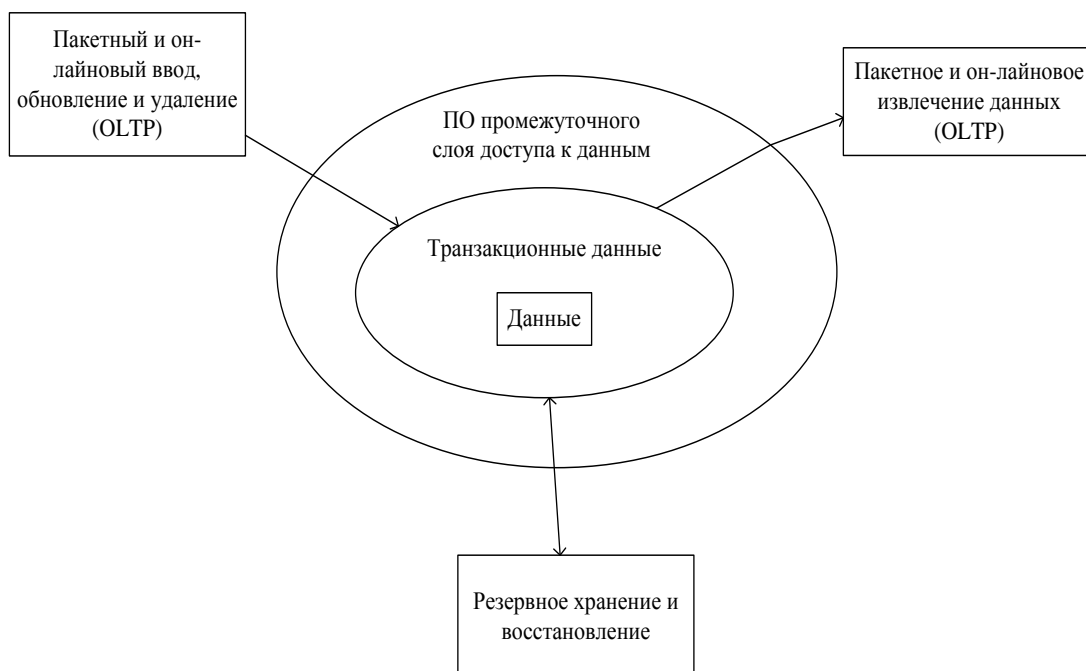 Пакетный и он-
лайновый ввод,
обновление и удаление
(OLTP)
Пакетное и он-лайновое
извлечение данных
(OLTP)
ПО промежуточного
слоя доступа к данным
Транзакционные данные
Данные
Резервное хранение и
восстановление